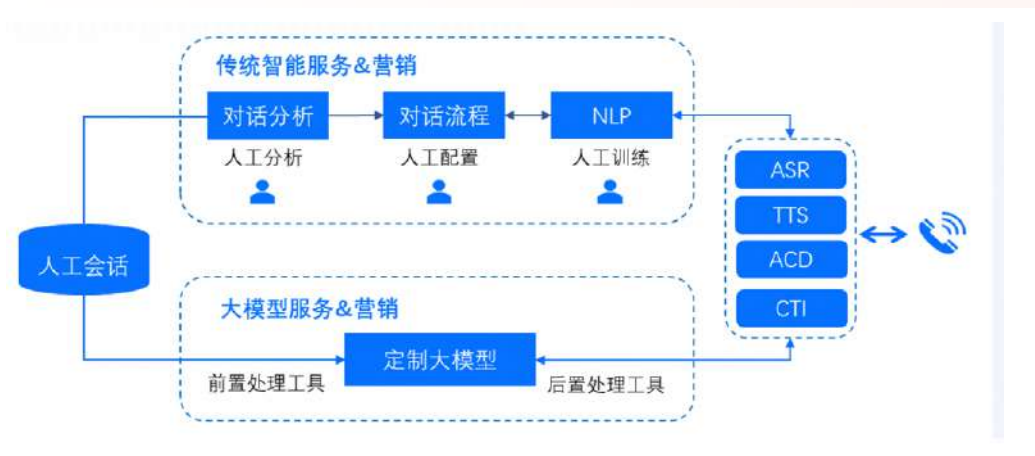 传统智能服务&营销
对话分析
对话流程
NLP
人工分析
人工配置
人工训练
ASR
TTS
ACD
CTI
人工会话
大模型服务&营销
定制大模型
前置处理工具
后置处理工具